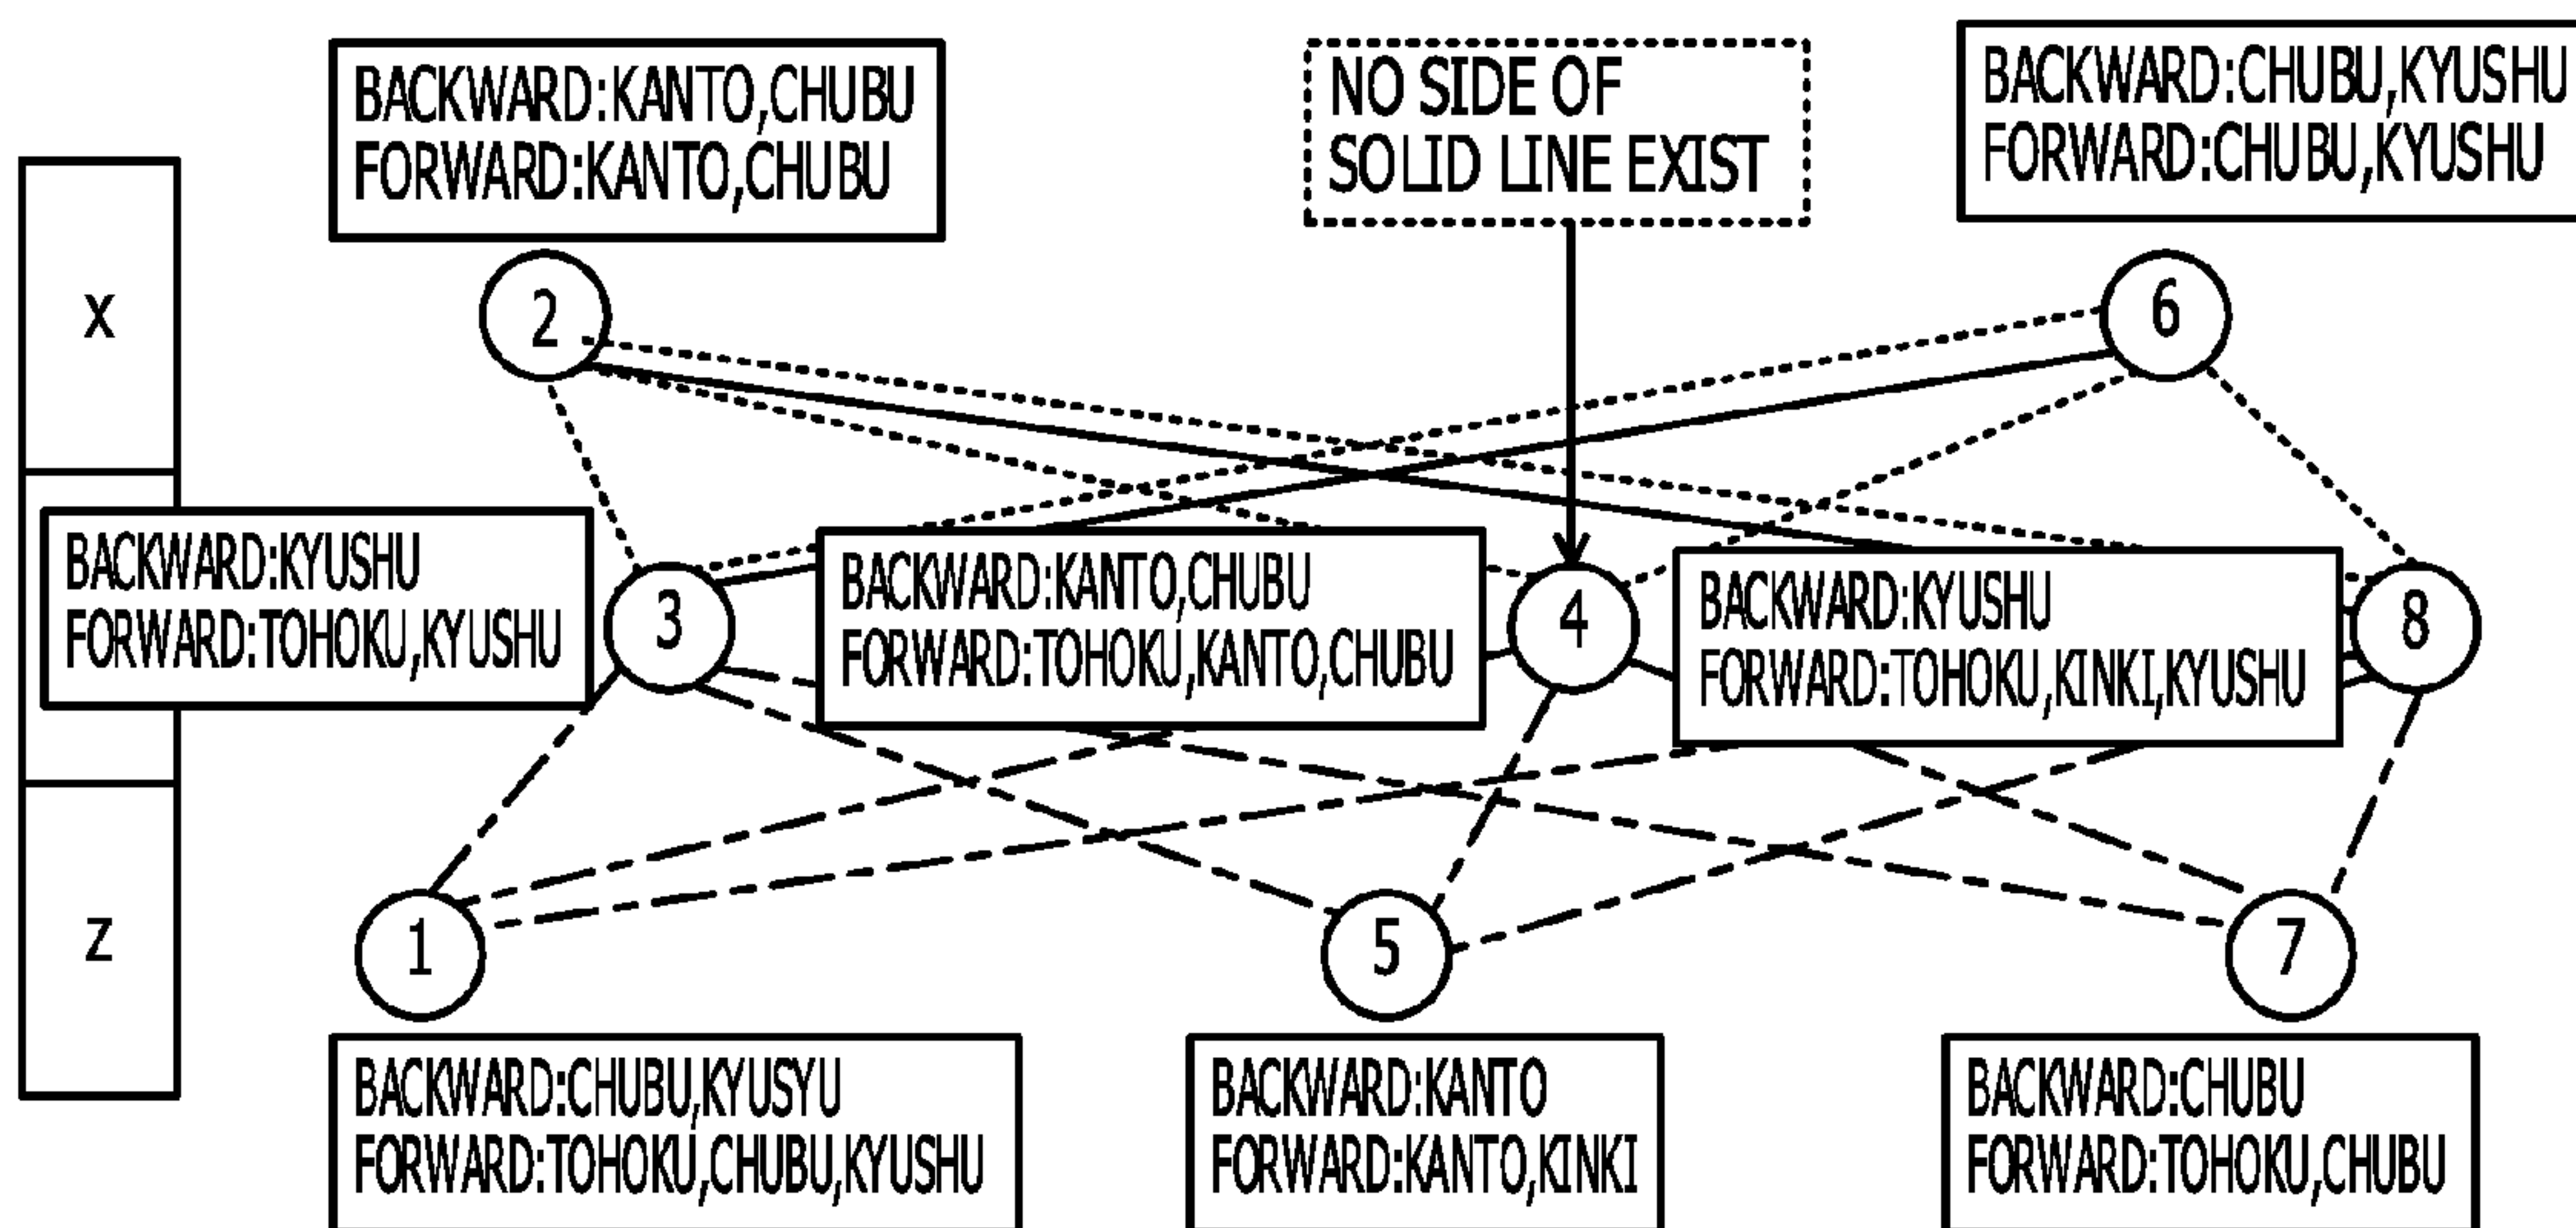 BACKWARD:KANTO,CHUBU
FORWARD:KANTO,CHUBU
NO SIDE OF
SOLID LINE EXIST
BACKWARD:CHUBU,KYUSHU
FORWARD:CHUBU,KYUSHU
X
2
6
BACKWARD:KYUSHU
FORWARD:TOHOKU,KYUSHU
3
BACKWARD:KANTO,CHUBU
FORWARD:TOHOKU,KANTO,CHUBU
4
BACKWARD:KYUSHU
FORWARD:TOHOKU,KINKI,KYUSHU
8
Z
1
5
7
BACKWARD:CHUBU,KYUSYU
FORWARD:TOHOKU,CHUBU,KYUSHU
BACKWARD:KANTO
FORWARD:KANTO,KINKI
BACKWARD:CHUBU
FORWARD:TOHOKU,CHUBU